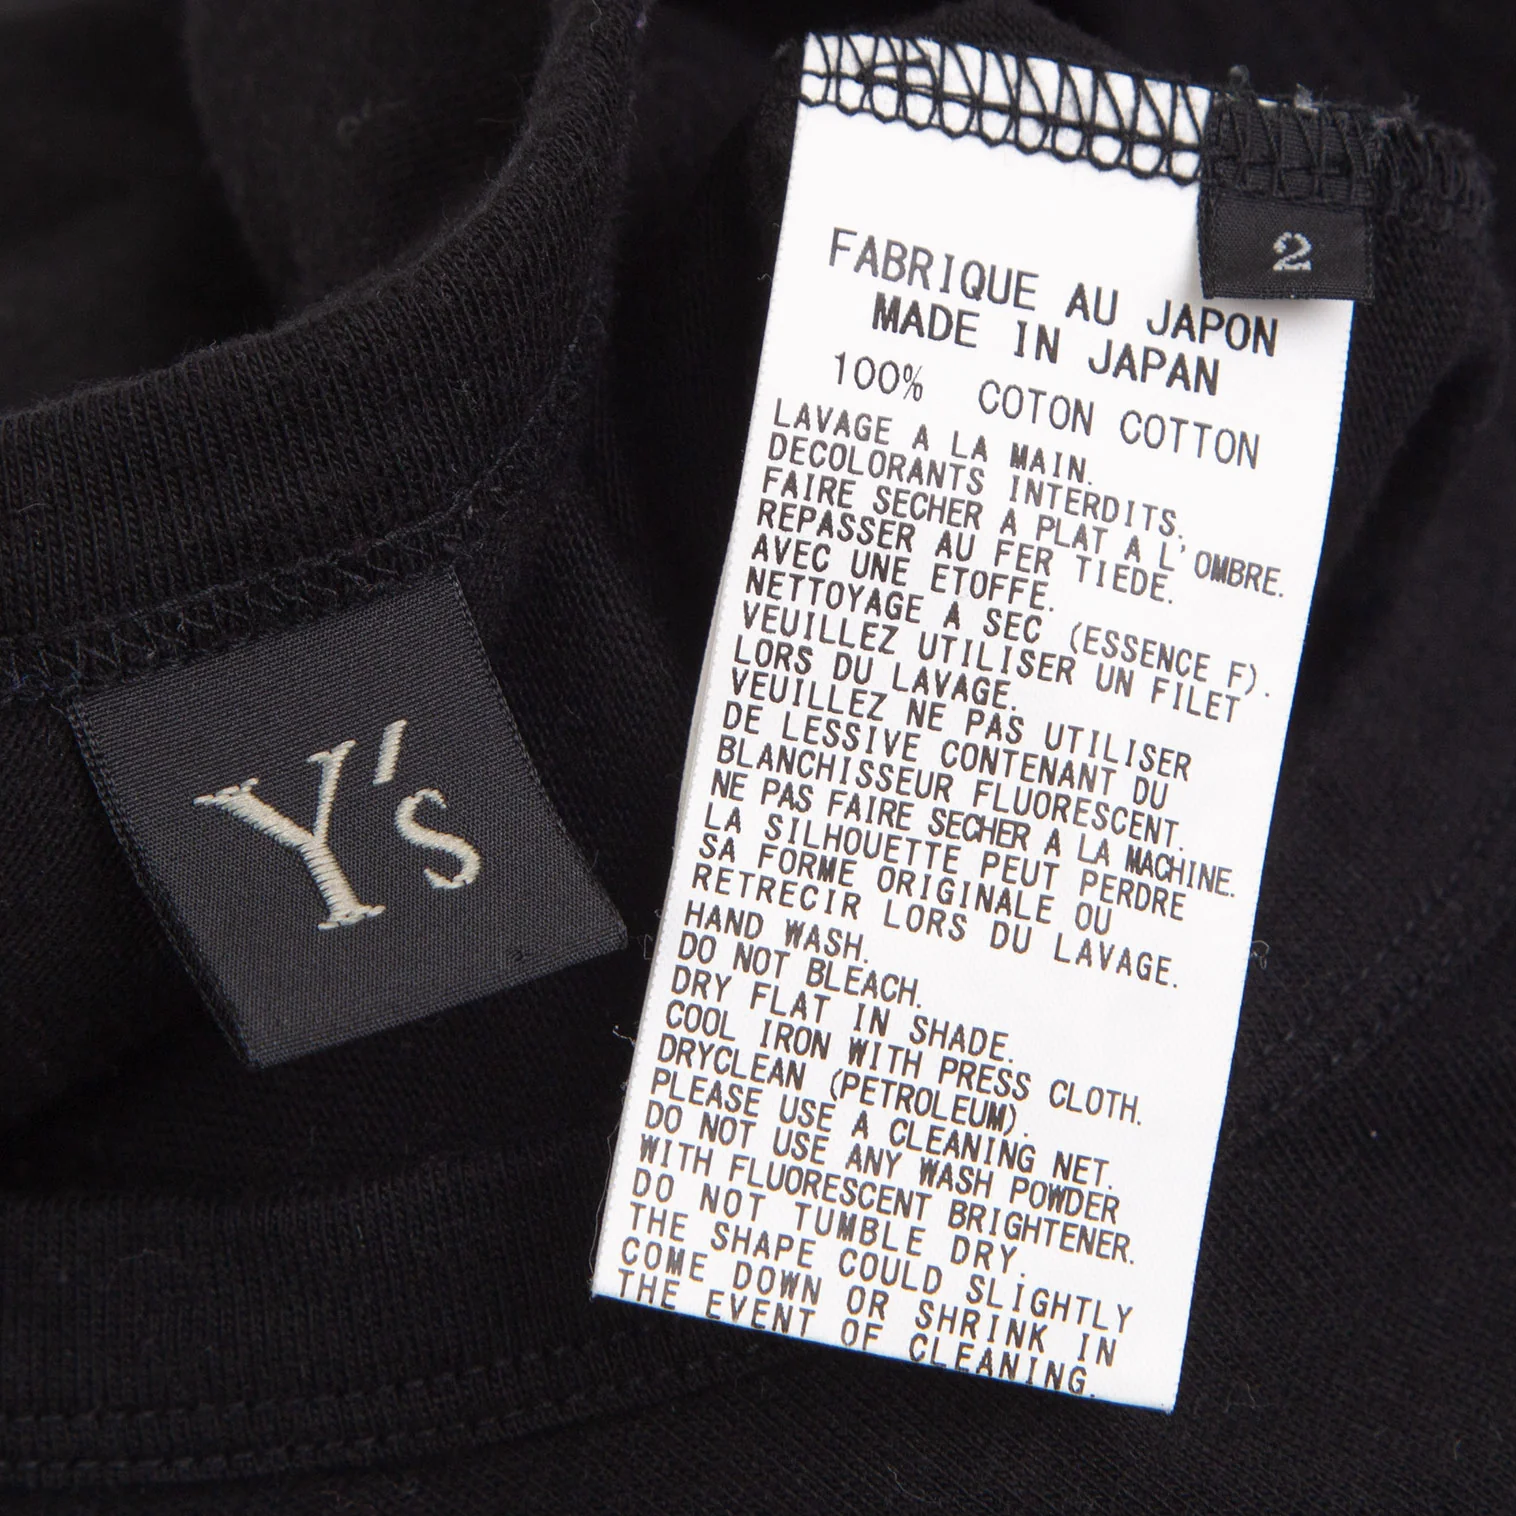 Y's
2
FABRIQUE AU JAPON
MADE IN JAPAN
100% COTON COTTON
LAVAGE A LA MAIN.
DECOLORANTS INTERDITS.
FAIRE SECHER A PLAT A L'OMBRE.
REPASSER AU FER TIEDE.
AVEC UNE ETOFFE.
NETTOYAGE A SEC (ESSENCE F).
VEUILLEZ UTILISER UN FILET
LORS DU LAVAGE.
VEUILLEZ NE PAS UTILISER
DE LESSIVE CONTENANT DU
BLANCHISSEUR FLUORESCENT.
NE PAS FAIRE SECHER A LA MACHINE.
LA SILHOUETTE PEUT PERDRE
SA FORME ORIGINALE OU
RETRECIR LORS DU LAVAGE.
HAND WASH.
DO NOT BLEACH.
DRY FLAT IN SHADE.
COOL IRON WITH PRESS CLOTH.
DRYCLEAN (PETROLEUM).
PLEASE USE A CLEANING NET.
DO NOT USE ANY WASH POWDER
WITH FLUORESCENT BRIGHTENER.
DO NOT TUMBLE DRY.
THE SHAPE COULD SLIGHTLY
COME DOWN OR SHRINK IN
THE EVENT OF CLEANING.